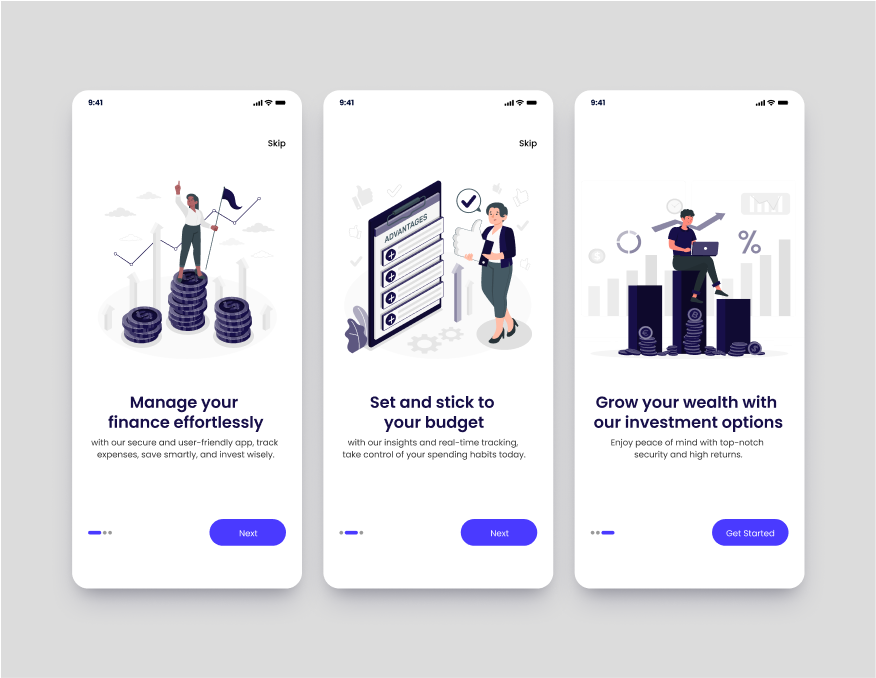 9:41
Skip
Manage your
finance effortlessly
with our secure and user-friendly app, track
expenses, save smartly, and invest wisely.
Next
9:41
Skip
ADVANTAGES
Set and stick to
your budget
with our insights and real-time tracking,
take control of your spending habits today.
Next
9:41
%
Grow your wealth with
our investment options
Enjoy peace of mind with top-notch
security and high returns.
Get Started